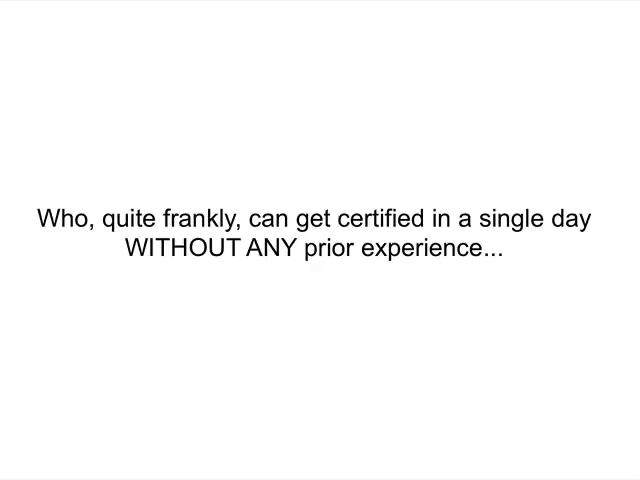 Who, quite frankly, can get certified in a single day
WITHOUT ANY prior experience...